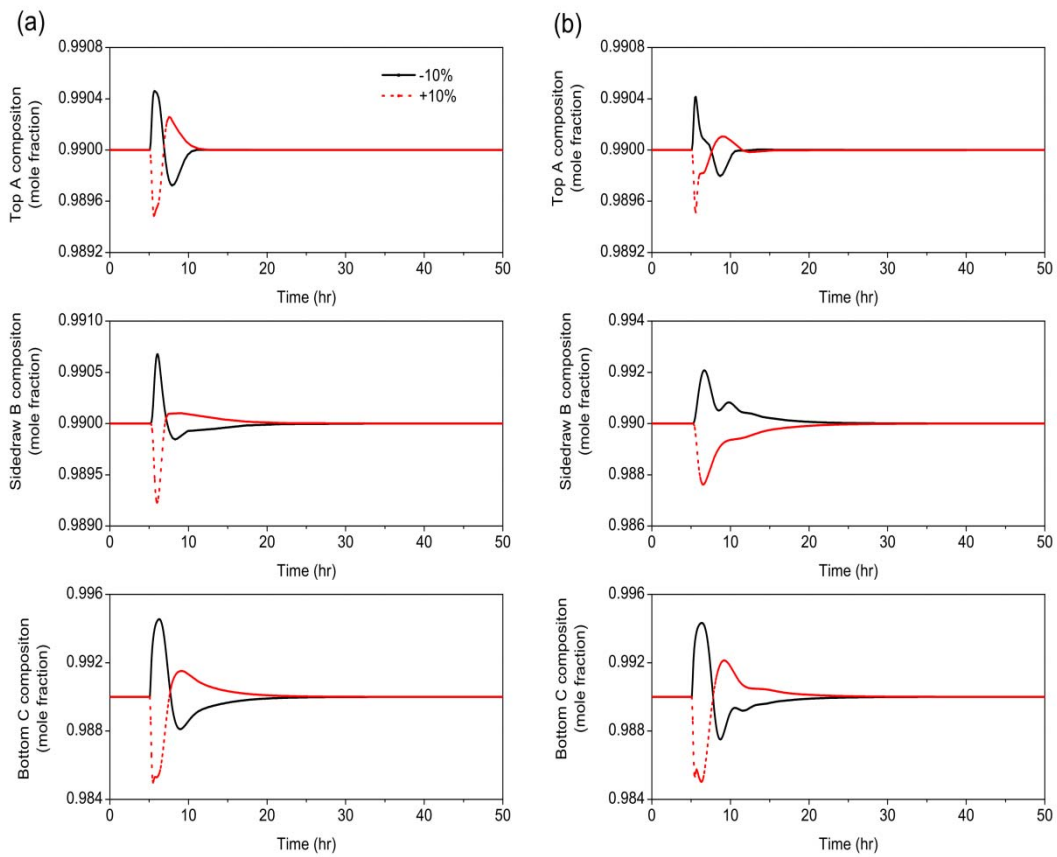 (a)
0.9908
0.9904
0.9900
0.9896
0.9892
Top A compositon
(mole fraction)
-10%
+10%
0 10 20 30 40 50
Time (hr)
0.9910
0.9905
0.9900
0.9895
0.9890
Sidedraw B compositon
(mole fraction)
0 10 20 30 40 50
Time (hr)
0.996
0.992
0.988
0.984
Bottom C compositon
(mole fraction)
0 10 20 30 40 50
Time (hr)
(b)
0.9908
0.9904
0.9900
0.9896
0.9892
Top A compositon
(mole fraction)
0 10 20 30 40 50
Time (hr)
0.994
0.992
0.990
0.988
0.986
Sidedraw B compositon
(mole fraction)
0 10 20 30 40 50
Time (hr)
0.996
0.992
0.988
0.984
Bottom C compositon
(mole fraction)
0 10 20 30 40 50
Time (hr)